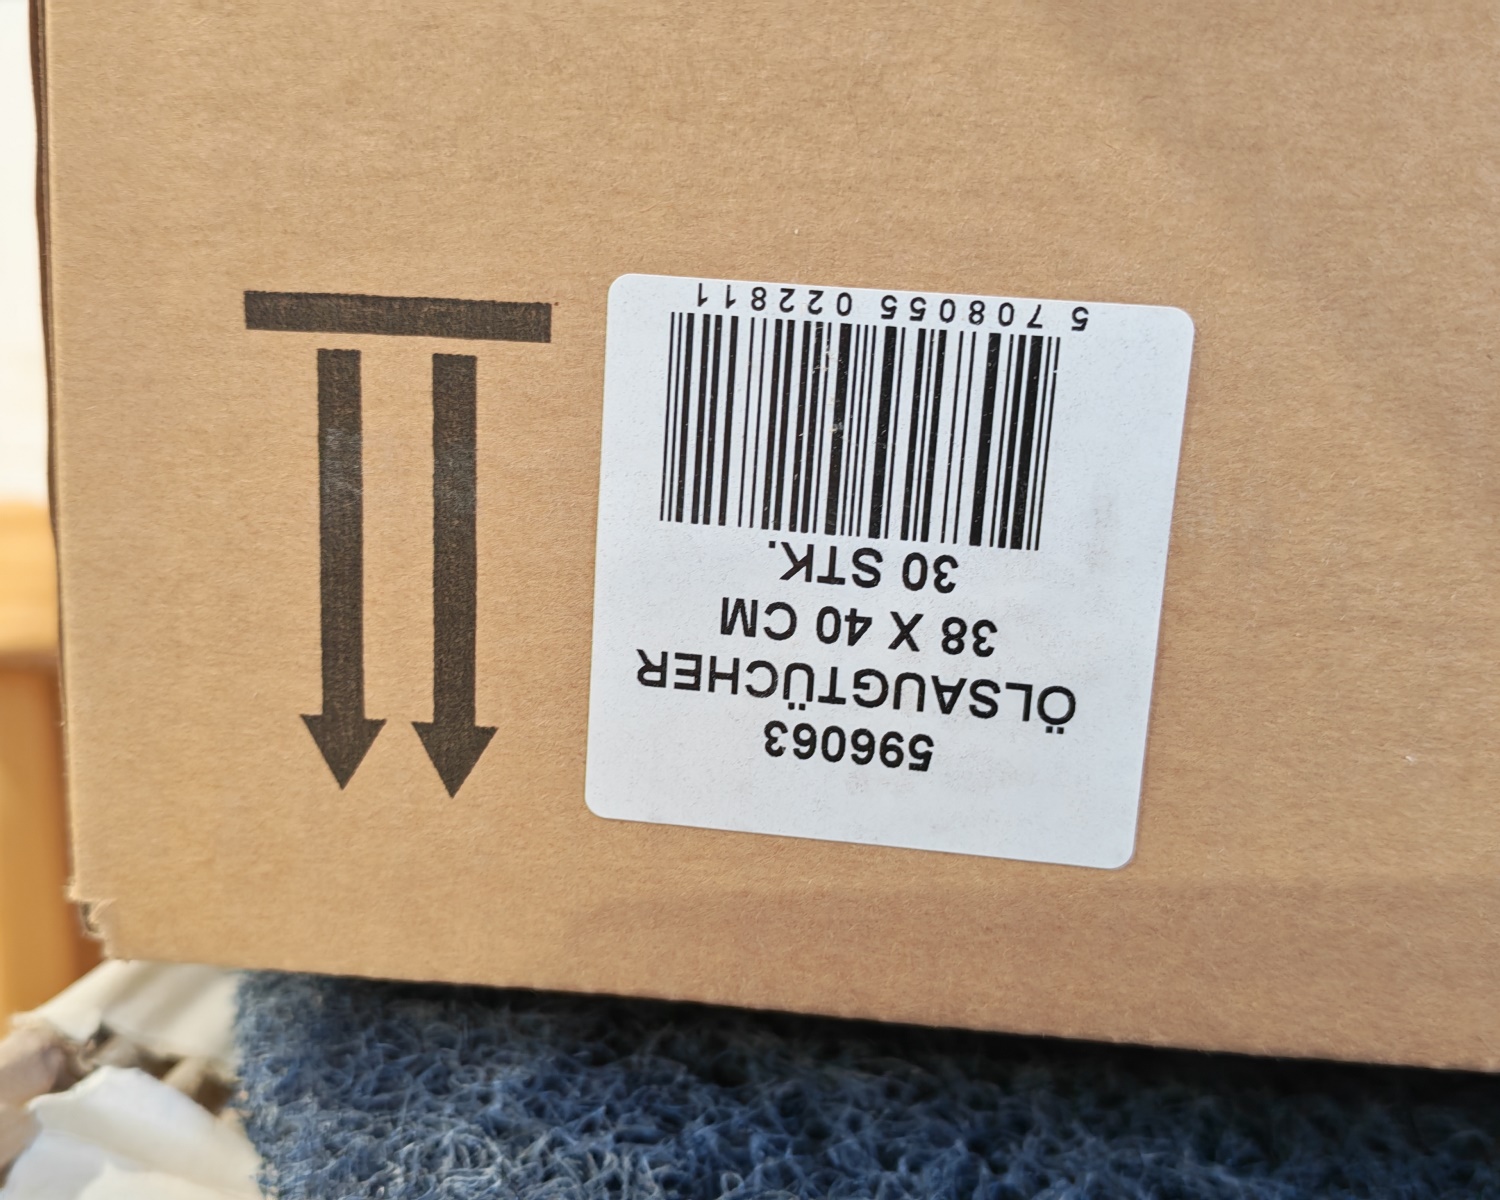 596063
ÖLSAUGTÜCHER
38 X 40 CM
30 STK.
5 708055 022811